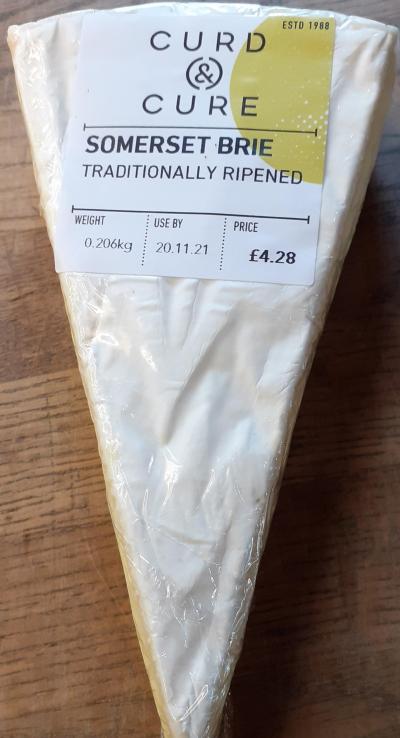 ESTD 1988
CURD
&
CURE
SOMERSET BRIE
TRADITIONALLY RIPENED
WEIGHT USE BY PRICE
0.206kg 20.11.21 £4.28